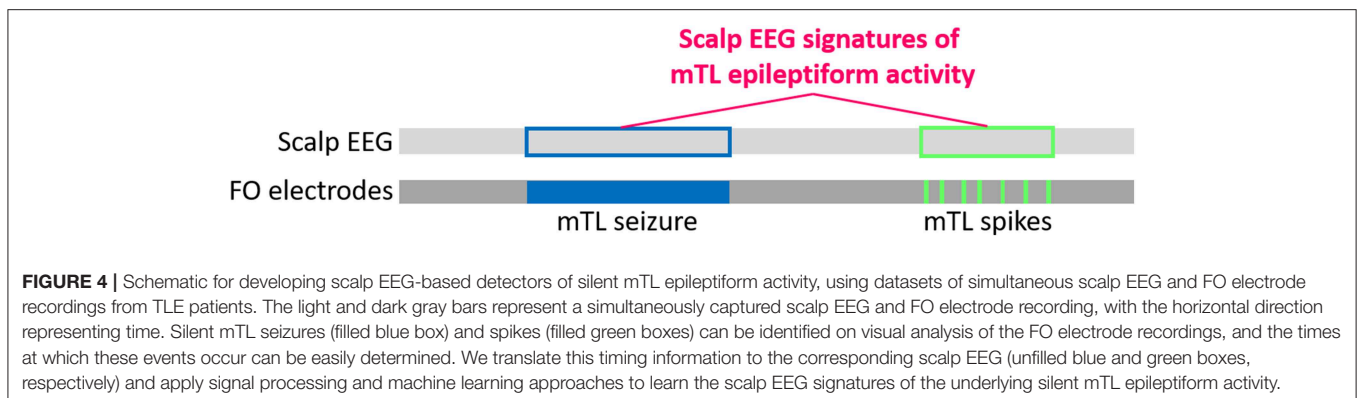 Scalp EEG signatures of
mTL epileptiform activity
Scalp EEG
FO electrodes
mTL seizure
mTL spikes
FIGURE 4 | Schematic for developing scalp EEG-based detectors of silent mTL epileptiform activity, using datasets of simultaneous scalp EEG and FO electrode
recordings from TLE patients. The light and dark gray bars represent a simultaneously captured scalp EEG and FO electrode recording, with the horizontal direction
representing time. Silent mTL seizures (filled blue box) and spikes (filled green boxes) can be identified on visual analysis of the FO electrode recordings, and the times
at which these events occur can be easily determined. We translate this timing information to the corresponding scalp EEG (unfilled blue and green boxes,
respectively) and apply signal processing and machine learning approaches to learn the scalp EEG signatures of the underlying silent mTL epileptiform activity.